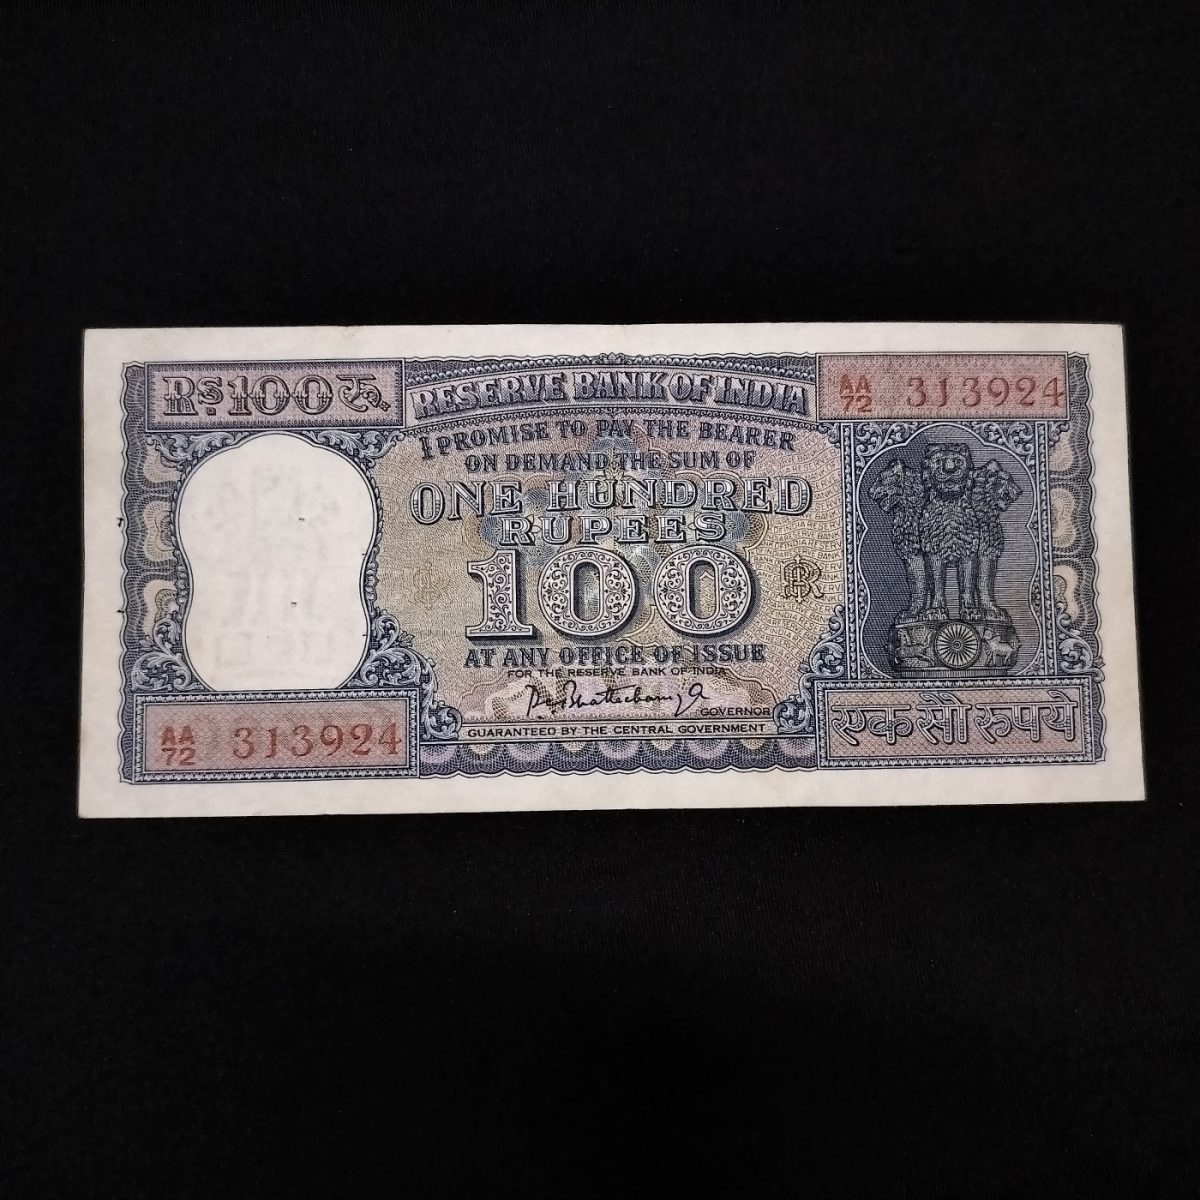 Rs.100 रु.
RESERVE BANK OF INDIA
AA
72 313924
I PROMISE TO PAY THE BEARER
ON DEMAND THE SUM OF
ONE HUNDRED
RUPEES
100
AT ANY OFFICE OF ISSUE
FOR THE RESERVE BANK OF INDIA
GOVERNOR
GUARANTEED BY THE CENTRAL GOVERNMENT
AA
72 313924
एक सौ रुपये